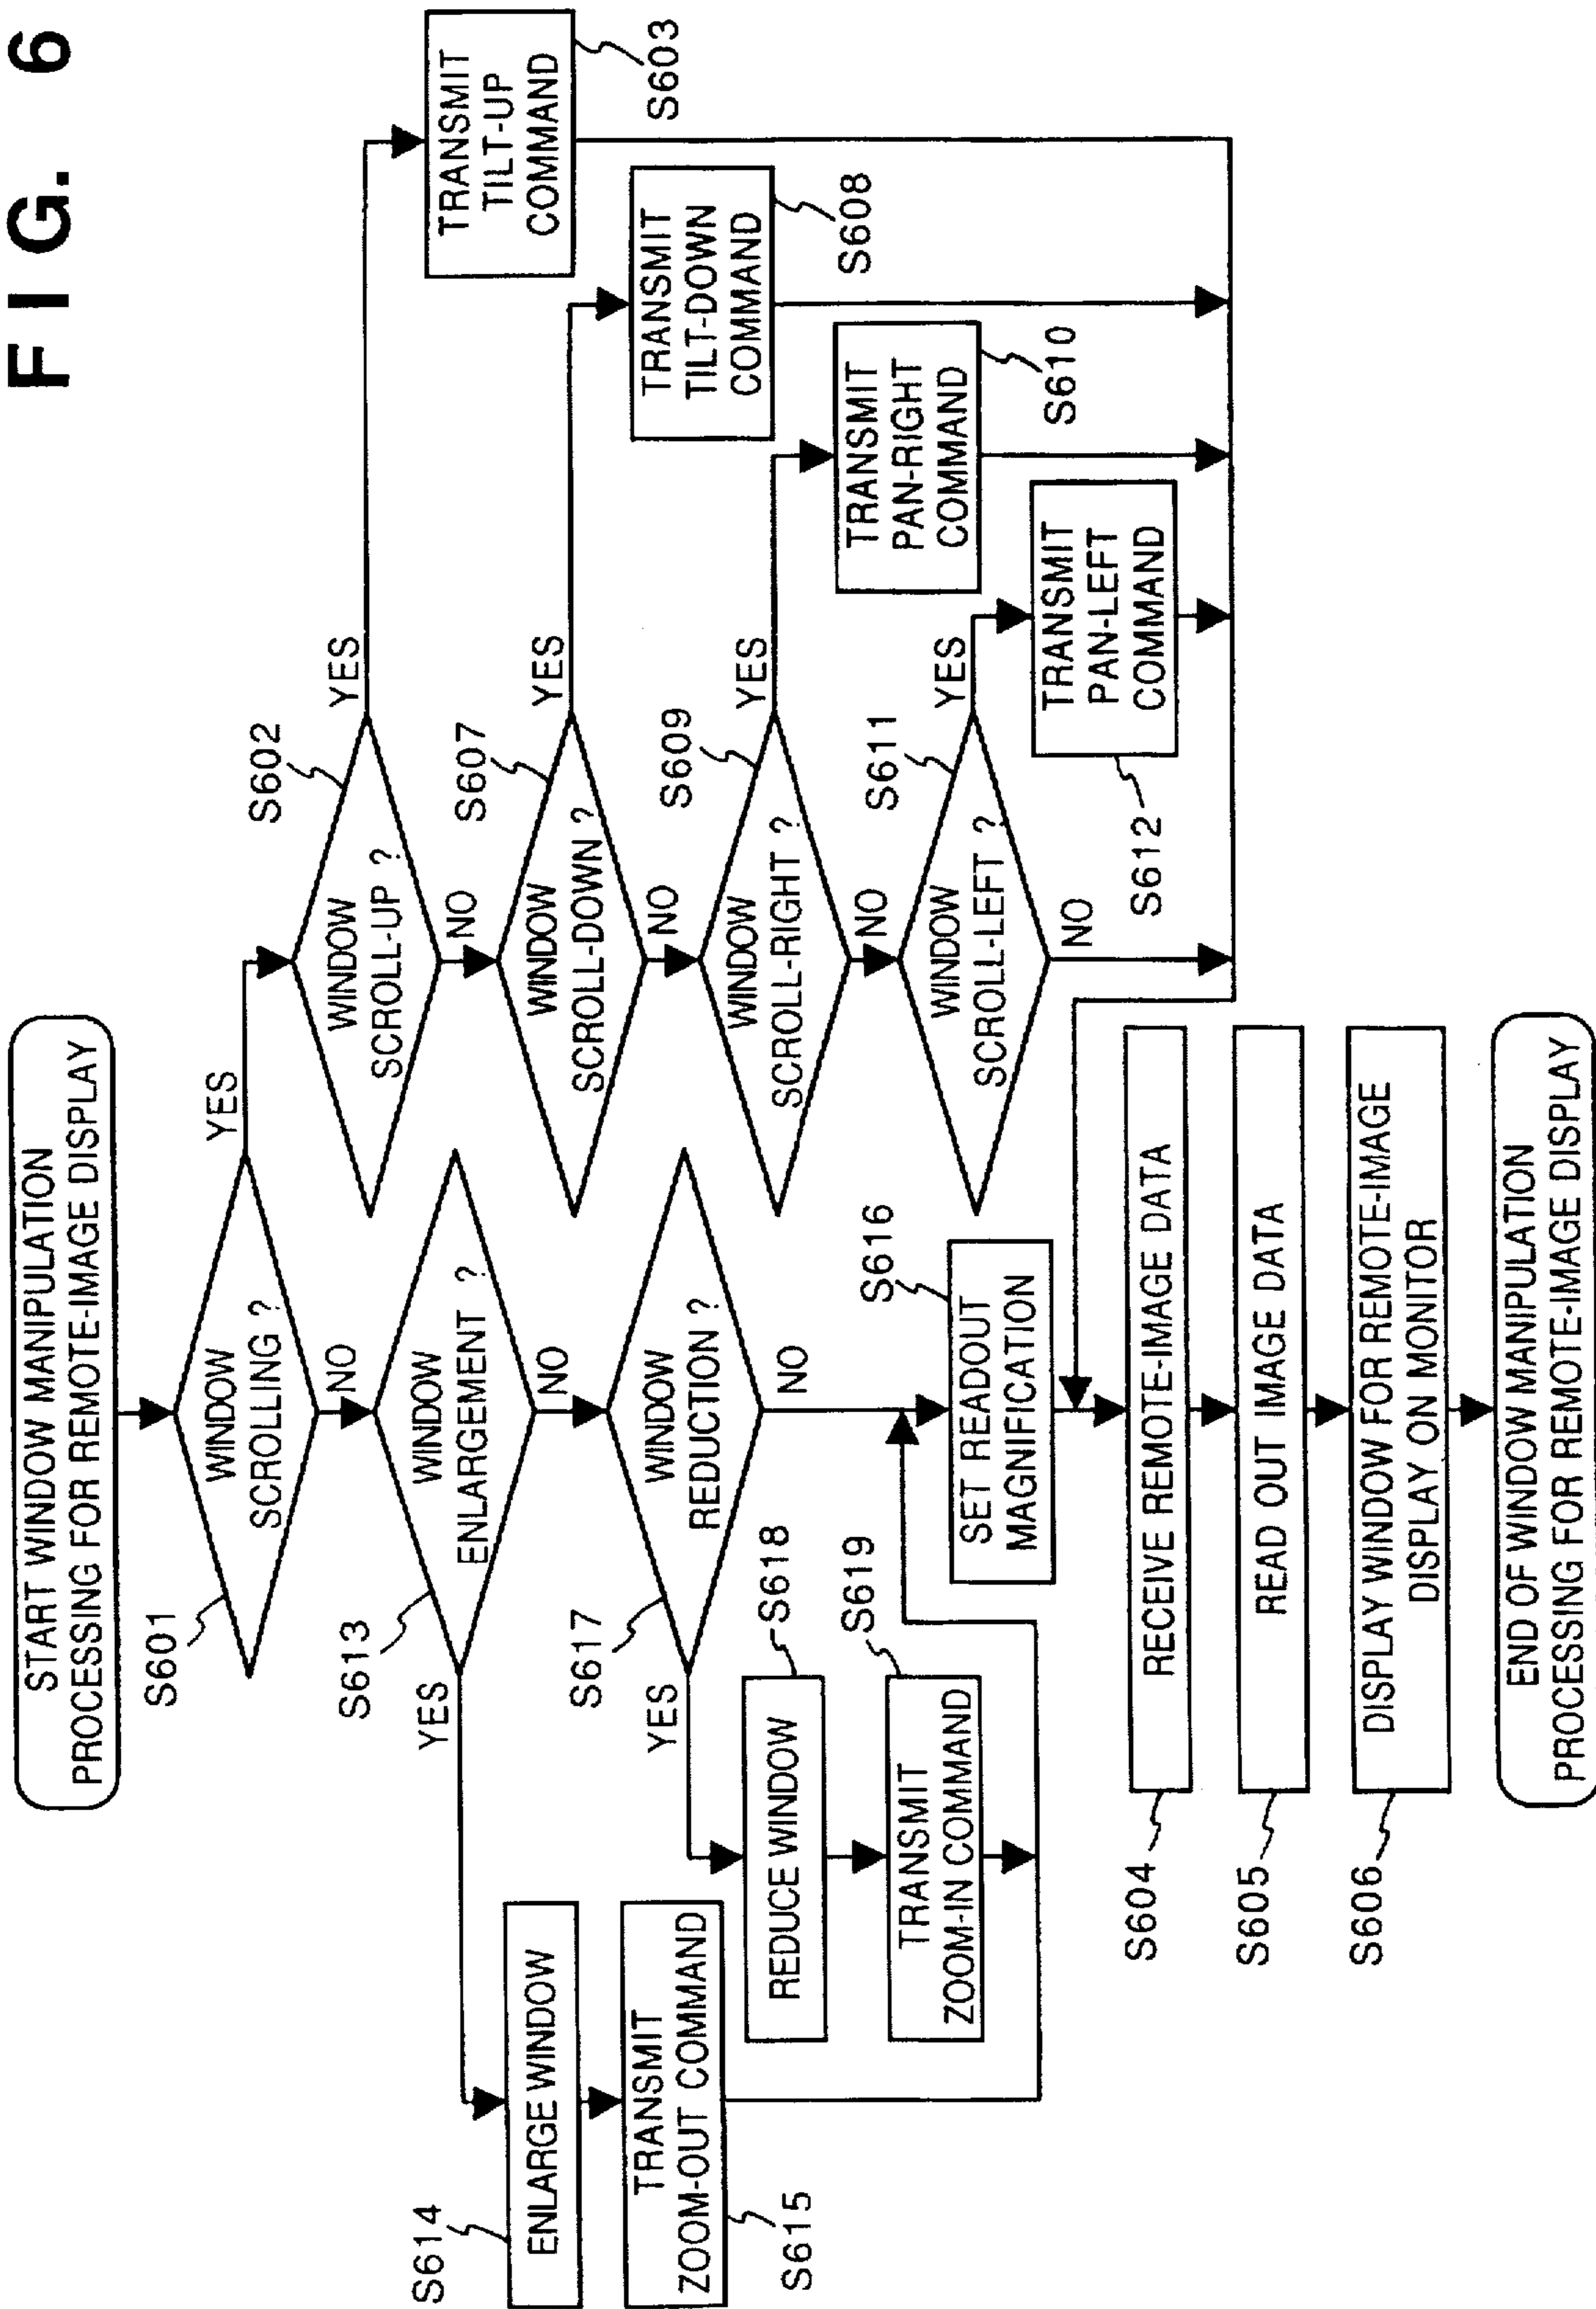 FIG. 6
START WINDOW MANIPULATION
PROCESSING FOR REMOTE-IMAGE DISPLAY
S601
WINDOW
SCROLLING ?
YES
NO
S602
WINDOW
SCROLL-UP ?
YES
NO
TRANSMIT
TILT-UP
COMMAND
S603
S613
WINDOW
ENLARGEMENT ?
YES
NO
S607
WINDOW
SCROLL-DOWN ?
YES
NO
TRANSMIT
TILT-DOWN
COMMAND
S608
S614
ENLARGE WINDOW
TRANSMIT
ZOOM-OUT COMMAND
S615
S617
WINDOW
REDUCTION ?
YES
NO
S609
WINDOW
SCROLL-RIGHT ?
YES
NO
TRANSMIT
PAN-RIGHT
COMMAND
S610
REDUCE WINDOW
S618
TRANSMIT
ZOOM-IN COMMAND
S619
S611
WINDOW
SCROLL-LEFT ?
YES
NO
TRANSMIT
PAN-LEFT
COMMAND
S612
S616
SET READOUT
MAGNIFICATION
RECEIVE REMOTE-IMAGE DATA
S604
READ OUT IMAGE DATA
S605
DISPLAY WINDOW FOR REMOTE-IMAGE
DISPLAY ON MONITOR
S606
END OF WINDOW MANIPULATION
PROCESSING FOR REMOTE-IMAGE DISPLAY